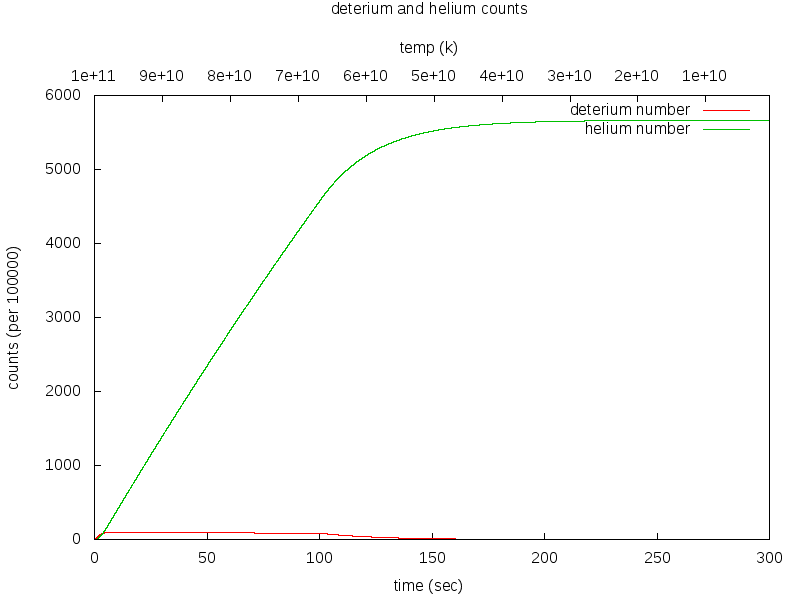 deterium and helium counts
temp (k)
1e+11 9e+10 8e+10 7e+10 6e+10 5e+10 4e+10 3e+10 2e+10 1e+10
6000
deterium number
helium number
5000
4000
3000
2000
1000
0
counts (per 100000)
0 50 100 150 200 250 300
time (sec)